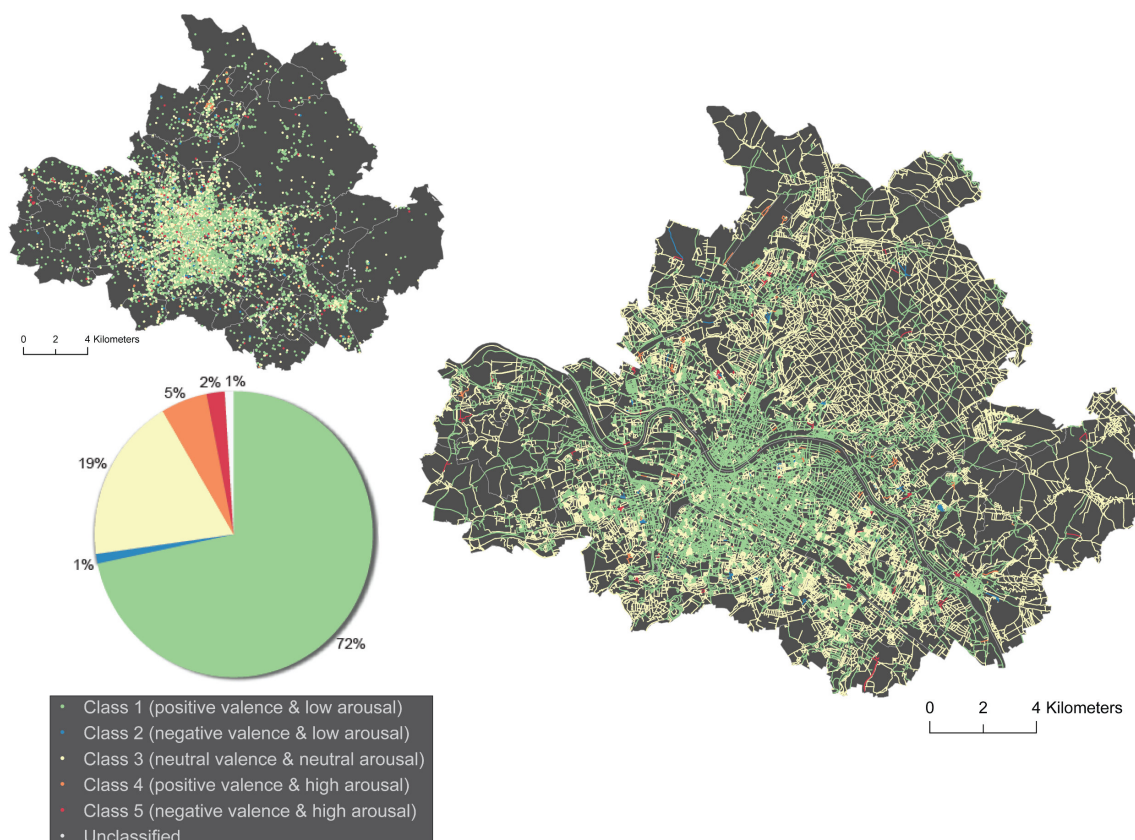 0 2 4 Kilometers
2% 1%
5%
19%
1%
72%
Class 1 (positive valence & low arousal)
Class 2 (negative valence & low arousal)
Class 3 (neutral valence & neutral arousal)
Class 4 (positive valence & high arousal)
Class 5 (negative valence & high arousal)
Unclassified
0 2 4 Kilometers